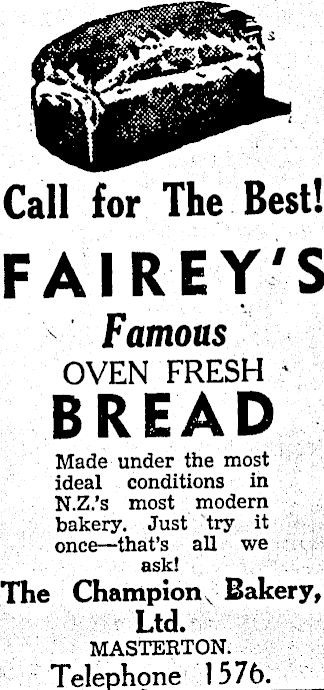 Call for The Best!
FAIREY'S
Famous
OVEN FRESH
BREAD
Made under the most
ideal conditions in
N.Z.'s most modern
bakery. Just try it
once—that's all we
ask!
The Champion Bakery,
Ltd.
MASTERTON.
Telephone 1576.